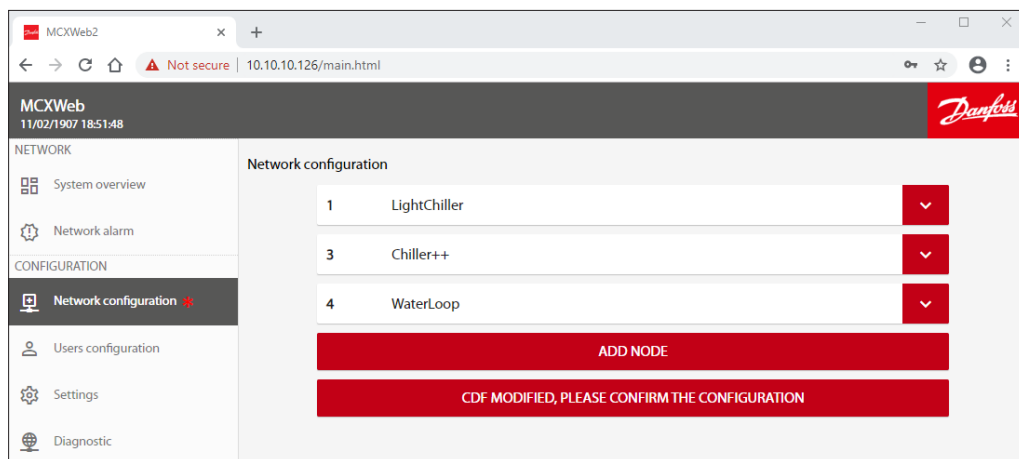 MCXWeb2
Not secure 10.10.10.126/main.html
MCXWeb
11/02/1907 18:51:48
Danfoss
NETWORK
System overview
Network alarm
CONFIGURATION
Network configuration *
Users configuration
Settings
Diagnostic
Network configuration
1 LightChiller
3 Chiller++
4 WaterLoop
ADD NODE
CDF MODIFIED, PLEASE CONFIRM THE CONFIGURATION